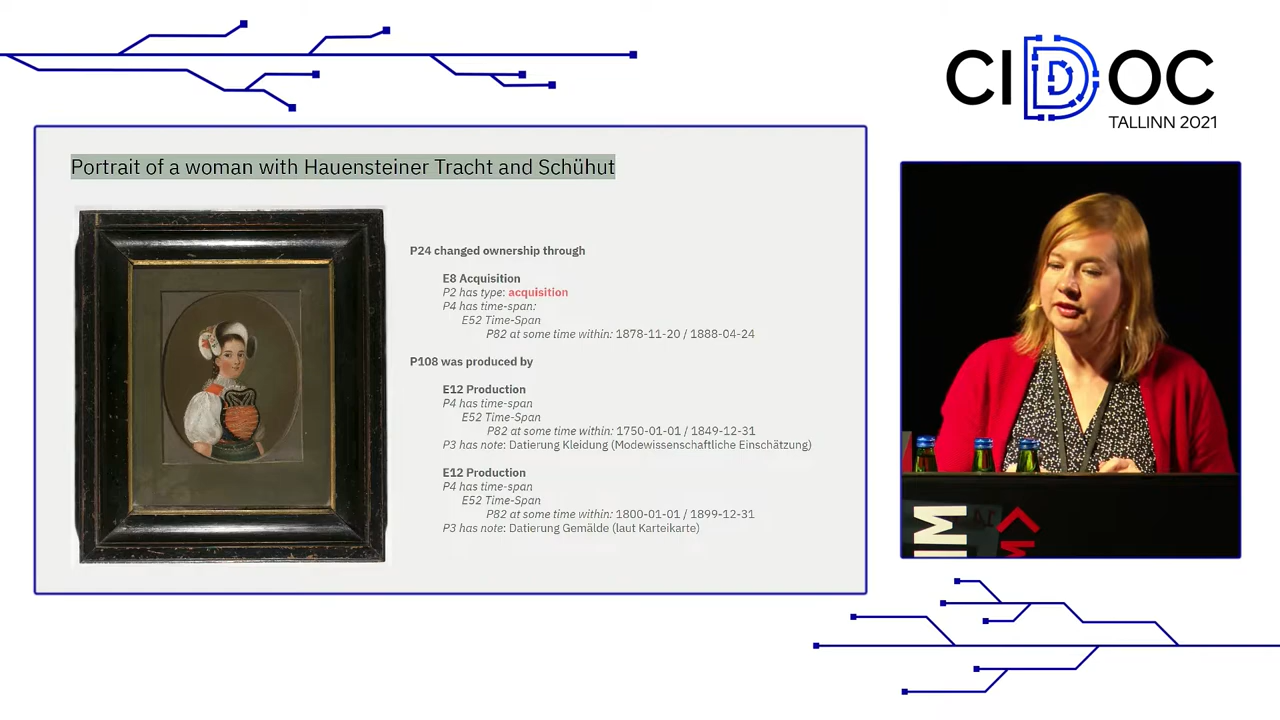 CIDOC
TALLINN 2021
Portrait of a woman with Hauensteiner Tracht and Schühut
P24 changed ownership through
E8 Acquisition
P2 has type: acquisition
P4 has time-span:
E52 Time-Span
P82 at some time within: 1878-11-20 / 1888-04-24
P108 was produced by
E12 Production
P4 has time-span
E52 Time-Span
P82 at some time within: 1750-01-01 / 1849-12-31
P3 has note: Datierung Kleidung (Modewissenschaftliche Einschätzung)
E12 Production
P4 has time-span
E52 Time-Span
P82 at some time within: 1800-01-01 / 1899-12-31
P3 has note: Datierung Gemälde (laut Karteikarte)